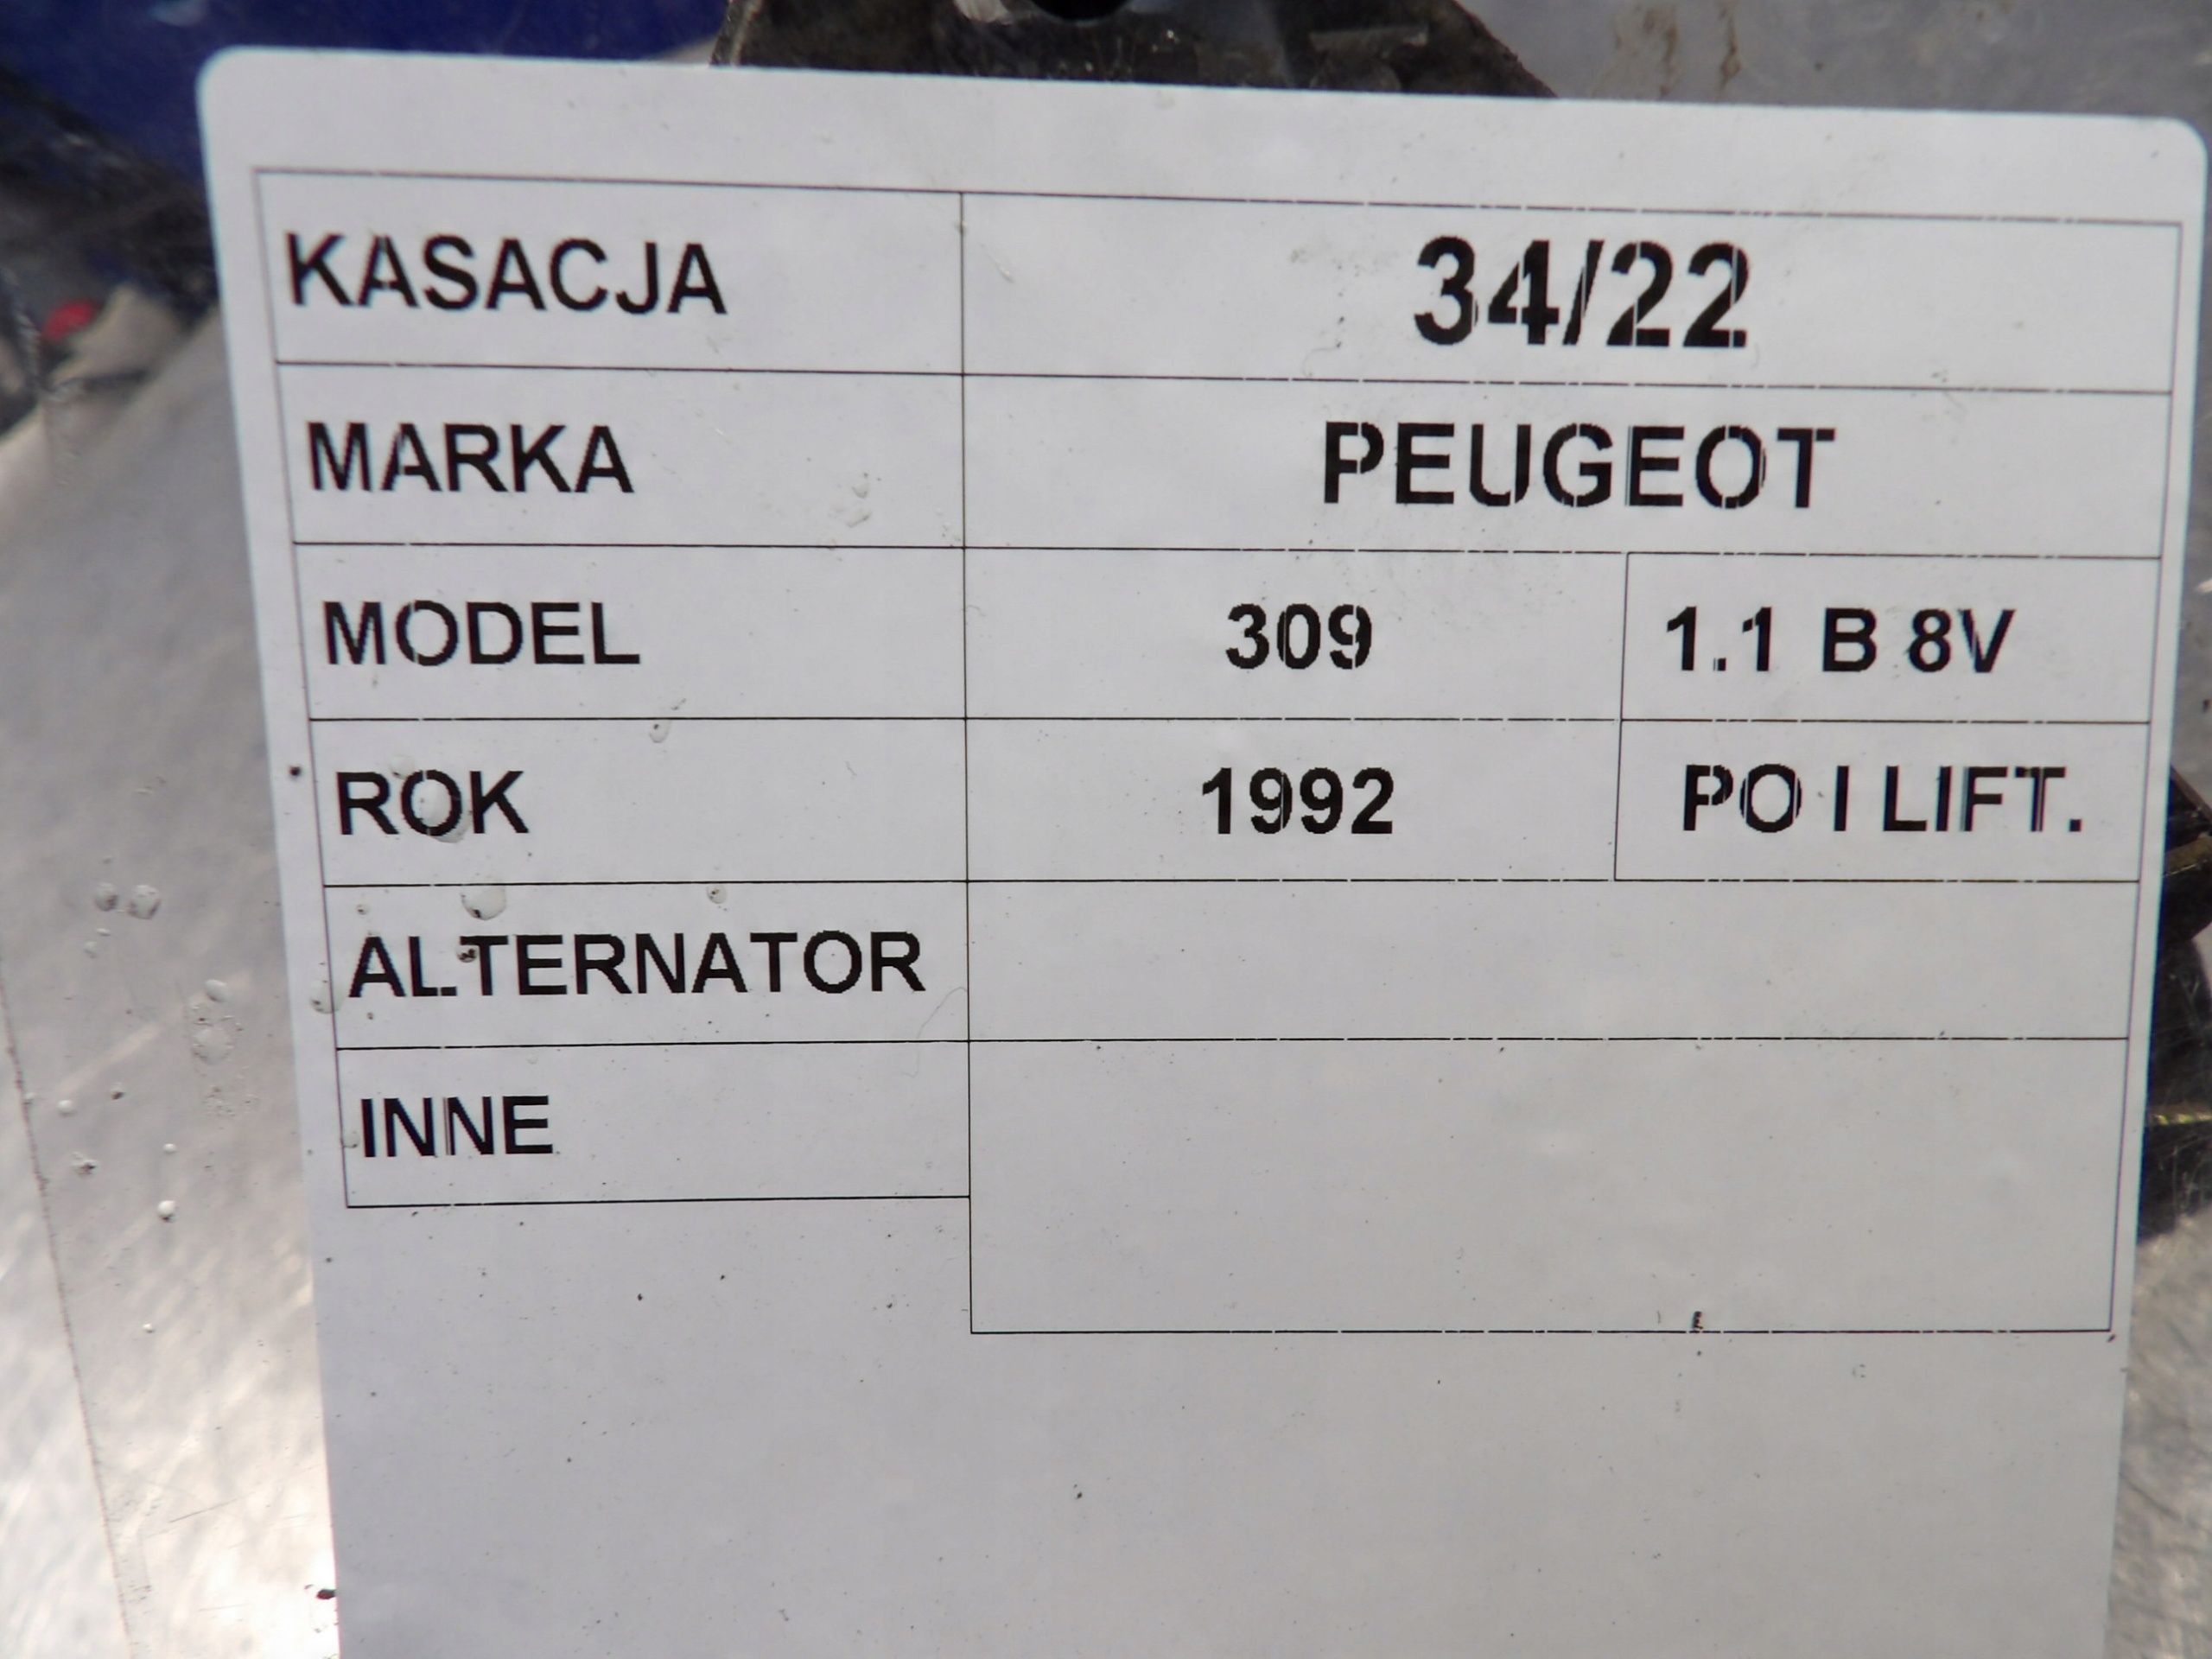 KASACJA 34/22
MARKA PEUGEOT
MODEL 309 1.1 B 8V
ROK 1992 PO I LIFT.
ALTERNATOR
INNE